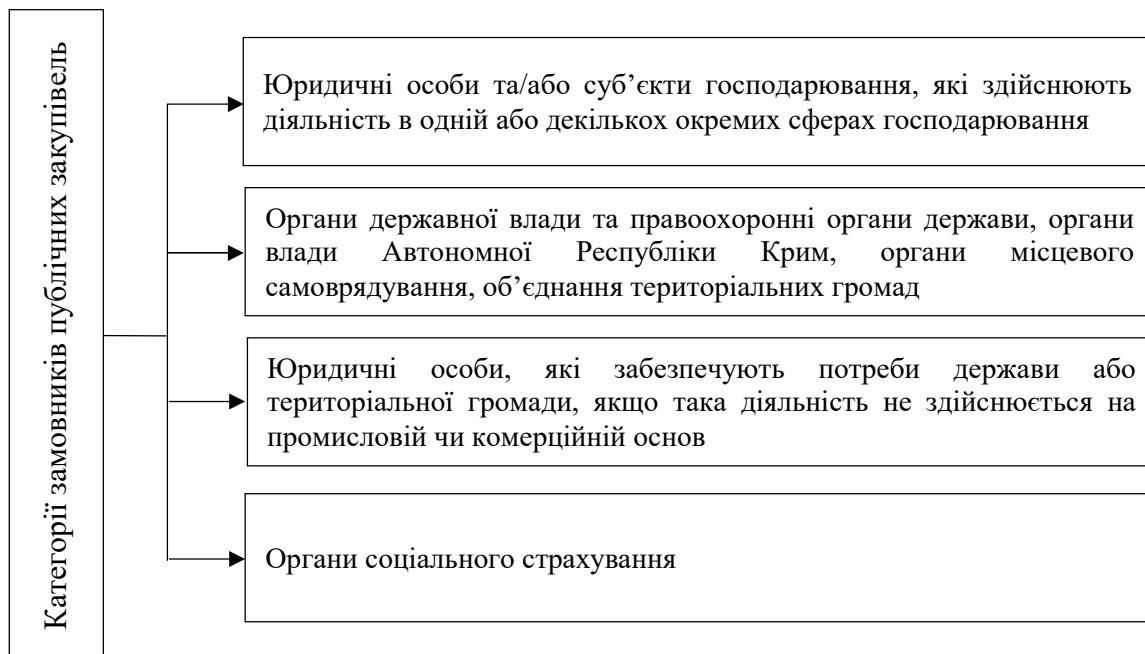 Категорії замовників публічних закупівель
Юридичні особи та/або суб’єкти господарювання, які здійснюють
діяльність в одній або декількох окремих сферах господарювання
Органи державної влади та правоохоронні органи держави, органи
влади Автономної Республіки Крим, органи місцевого
самоврядування, об’єднання територіальних громад
Юридичні особи, які забезпечують потреби держави або
територіальної громади, якщо така діяльність не здійснюється на
промисловій чи комерційній основ
Органи соціального страхування